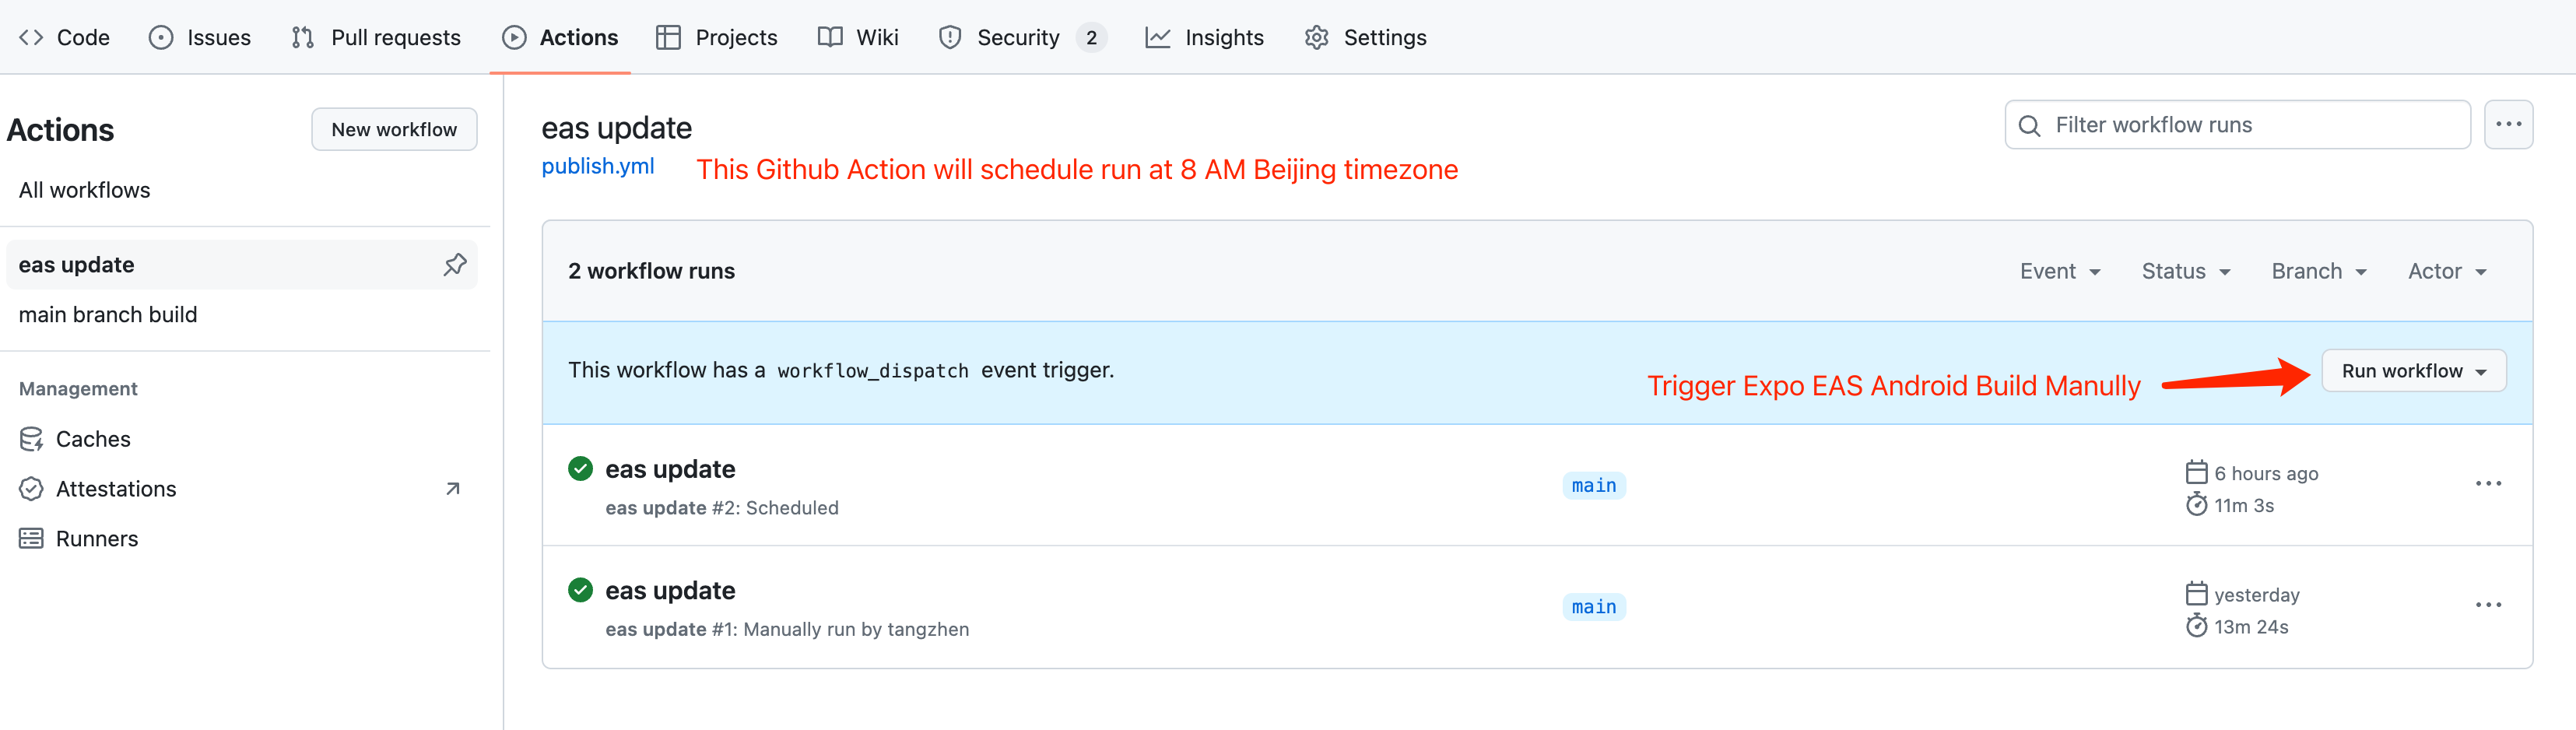 Code Issues Pull requests Actions Projects Wiki Security 2 Insights Settings
Actions
New workflow
All workflows
eas update
main branch build
Management
Caches
Attestations
Runners
eas update
publish.yml
This Github Action will schedule run at 8 AM Beijing timezone
Filter workflow runs
2 workflow runs
Event Status Branch Actor
This workflow has a workflow_dispatch event trigger.
Trigger Expo EAS Android Build Manully
Run workflow
eas update
eas update #2: Scheduled
main
6 hours ago
11m 3s
eas update
eas update #1: Manually run by tangzhen
main
yesterday
13m 24s